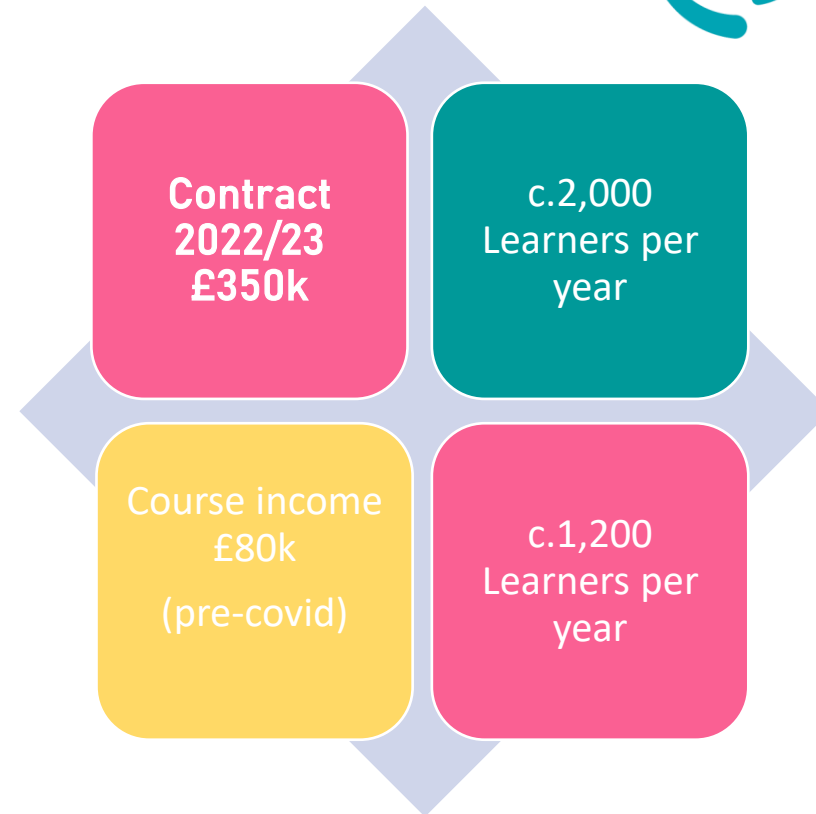 Contract
2022/23
£350k
c.2,000
Learners per
year
Course income
£80k
(pre-covid)
c.1,200
Learners per
year